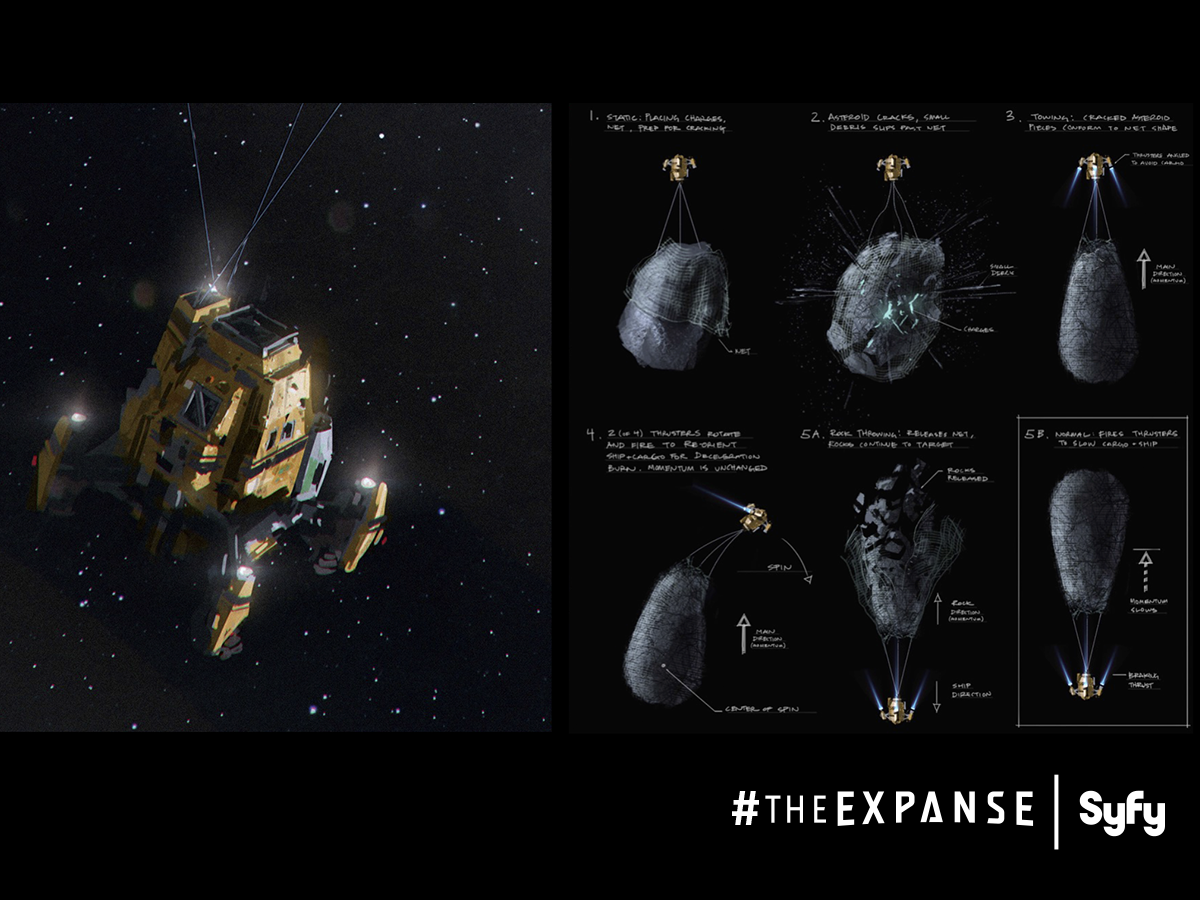 1. STATIC: PLACING CHARGES,
NET, PREP FOR CRACKING
NET
2. ASTEROID CRACKS, SMALL
DEBRIS SLIPS PAST NET
SMALL
DEBRIS
CHARGES
3. TOWING: CRACKED ASTEROID
PIECES CONFORM TO NET SHAPE
THRUSTERS ANGLED
TO AVOID CARGO
MAIN
DIRECTION
(MOMENTUM)
4. 2 (OF 4) THRUSTERS ROTATE
AND FIRE TO RE-ORIENT
SHIP+CARGO FOR DECELERATION
BURN. MOMENTUM IS UNCHANGED
SPIN
MAIN
DIRECTION
(MOMENTUM)
CENTER OF SPIN
5A. ROCK THROWING: RELEASES NET,
ROCKS CONTINUE TO TARGET
ROCKS
RELEASED
ROCK
DIRECTION
(MOMENTUM)
SHIP
DIRECTION
5B. NORMAL: FIRES THRUSTERS
TO SLOW CARGO + SHIP
MOMENTUM
SLOWS
BRAKING
THRUST
#THEEXPANSE | Syfy